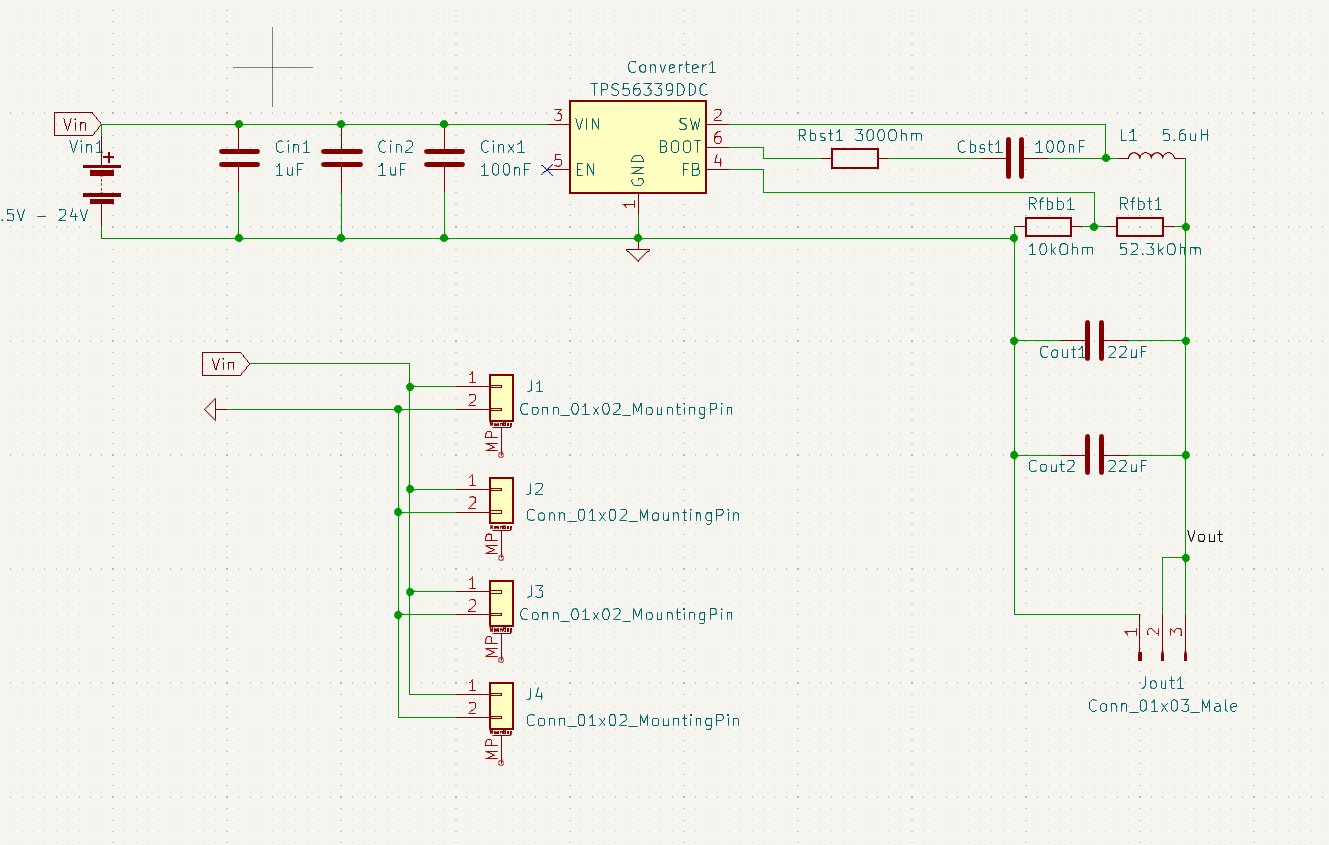 Converter1
TPS56339DDC
Vin
Vin1
+
.5V - 24V
Cin1
1uF
Cin2
1uF
Cinx1
100nF
3
VIN
5
EN
GND
1
SW
2
BOOT
6
FB
4
Rbst1 300Ohm
Cbst1
100nF
L1 5.6uH
Rfbb1
10kOhm
Rfbt1
52.3kOhm
Cout1
22uF
Cout2
22uF
Vout
1
2
3
Jout1
Conn_01x03_Male
Vin
1
2
J1
Conn_01x02_MountingPin
MP
1
2
J2
Conn_01x02_MountingPin
MP
1
2
J3
Conn_01x02_MountingPin
MP
1
2
J4
Conn_01x02_MountingPin
MP